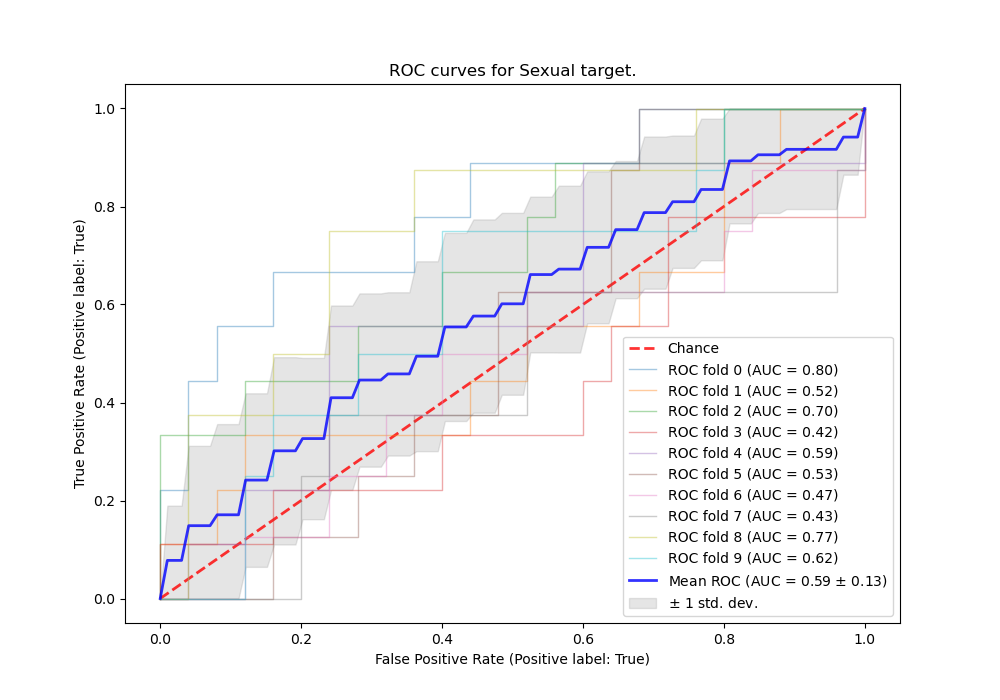 ROC curves for Sexual target.
True Positive Rate (Positive label: True)
1.0
0.8
0.6
0.4
0.2
0.0
0.0 0.2 0.4 0.6 0.8 1.0
False Positive Rate (Positive label: True)
Chance
ROC fold 0 (AUC = 0.80)
ROC fold 1 (AUC = 0.52)
ROC fold 2 (AUC = 0.70)
ROC fold 3 (AUC = 0.42)
ROC fold 4 (AUC = 0.59)
ROC fold 5 (AUC = 0.53)
ROC fold 6 (AUC = 0.47)
ROC fold 7 (AUC = 0.43)
ROC fold 8 (AUC = 0.77)
ROC fold 9 (AUC = 0.62)
Mean ROC (AUC = 0.59 ± 0.13)
± 1 std. dev.